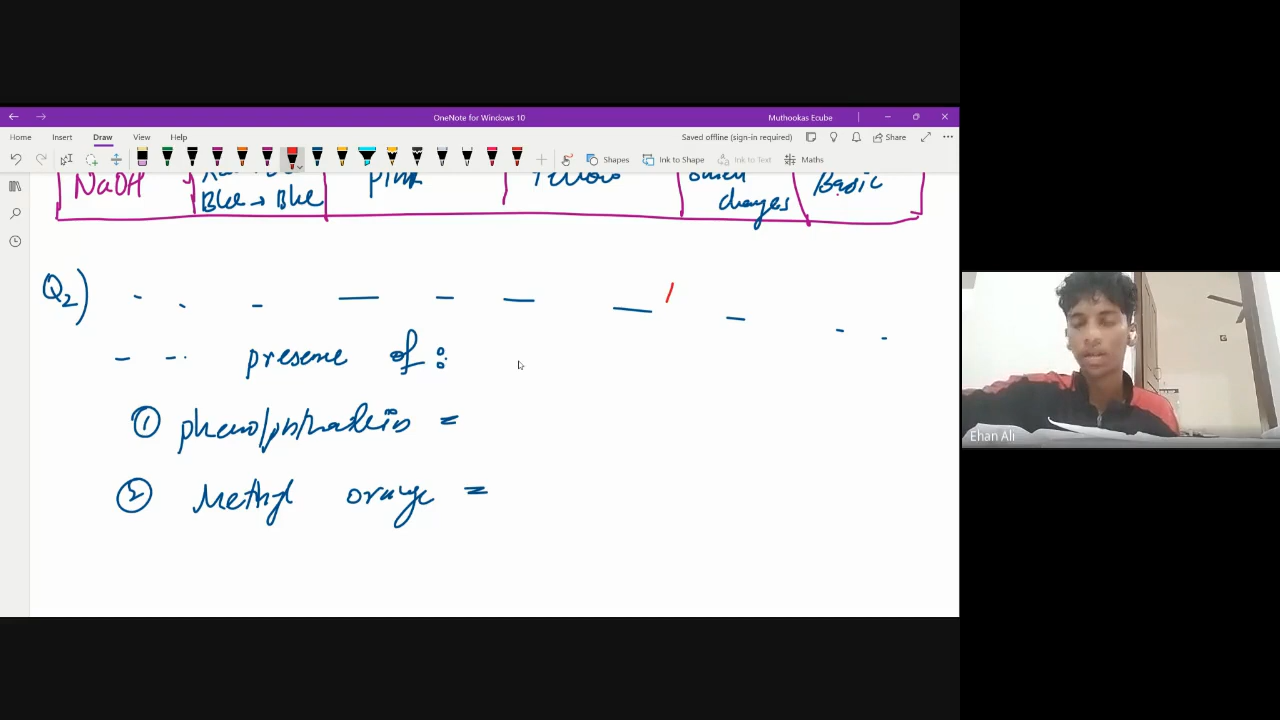 OneNote for Windows 10
Muthookas Ecube
Home Insert Draw View Help
Saved offline (sign-in required)
Share
Shapes
Ink to Shape
Ink to Text
Maths
NaOH
Blue → Blue
pink
Yellow
changes
Basic
Q2)
presene of :
① phenolphthalein =
② Methyl orange =
Ehan Ali